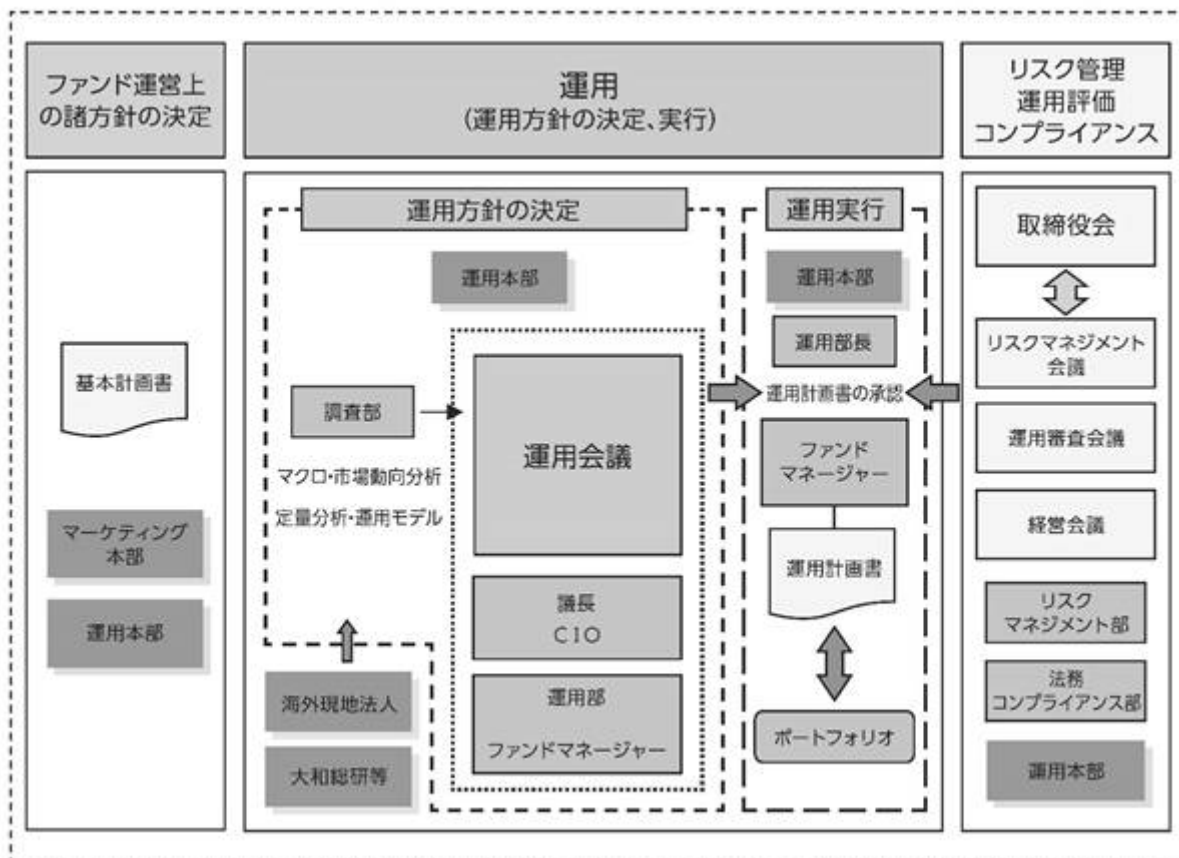 ファンド運営上
の諸方針の決定
運用
(運用方針の決定、実行)
リスク管理
運用評価
コンプライアンス
基本計画書
マーケティング
本部
運用本部
運用方針の決定
運用本部
調査部
マクロ・市場動向分析
定量分析・運用モデル
運用会議
議長
CIO
運用部
ファンドマネージャー
海外現地法人
大和総研等
運用実行
運用本部
運用部長
運用計画書の承認
ファンド
マネージャー
運用計画書
ポートフォリオ
取締役会
リスクマネジメント
会議
運用審査会議
経営会議
リスク
マネジメント部
法務
コンプライアンス部
運用本部